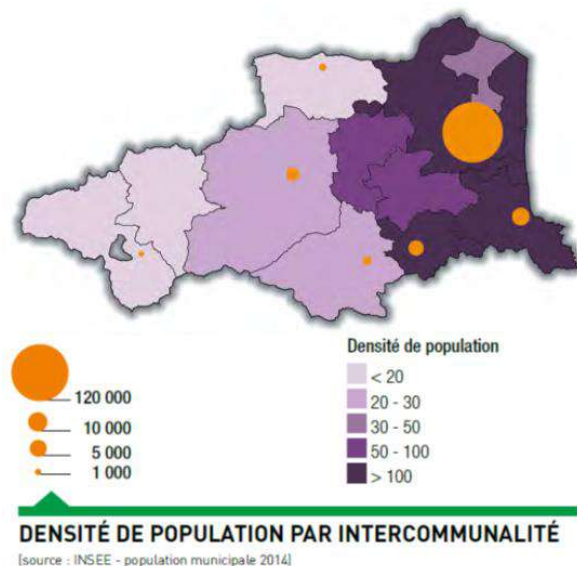 120 000
10 000
5 000
1 000
Densité de population
< 20
20 - 30
30 - 50
50 - 100
> 100
DENSITÉ DE POPULATION PAR INTERCOMMUNALITÉ
[source : INSEE - population municipale 2014]